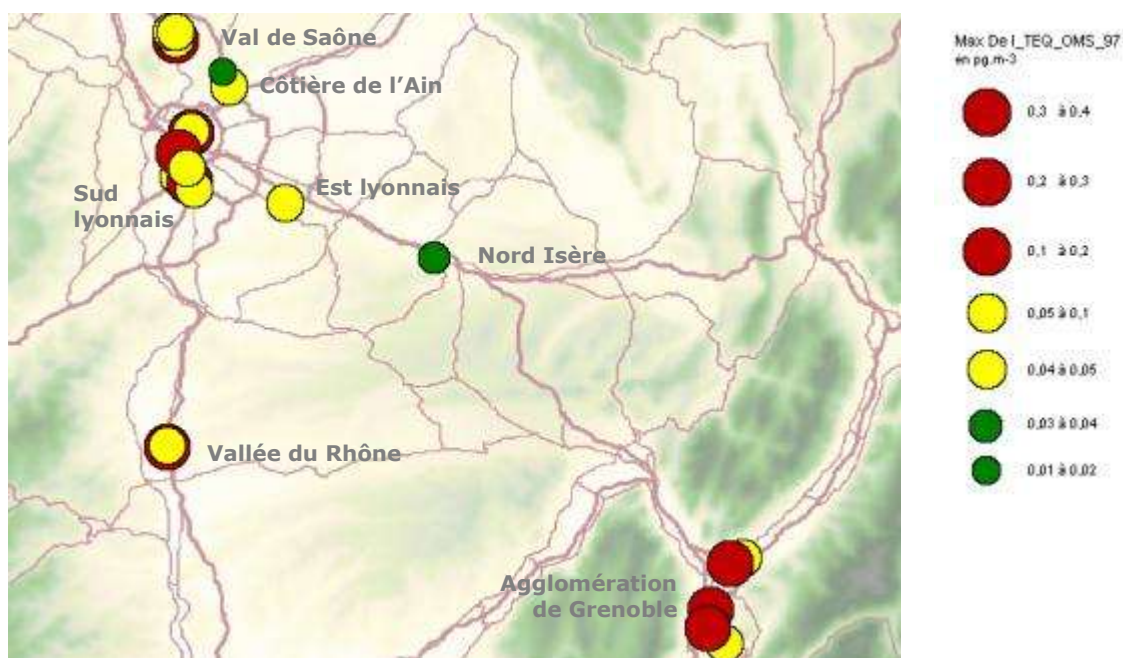 Val de Saône
Côtière de l’Ain
Est lyonnais
Sud
lyonnais
Nord Isère
Vallée du Rhône
Agglomération
de Grenoble
Max De I_TEQ_OMS_97
en pg.m-3
0,3 à 0,4
0,2 à 0,3
0,1 à 0,2
0,05 à 0,1
0,04 à 0,05
0,03 à 0,04
0,01 à 0,02